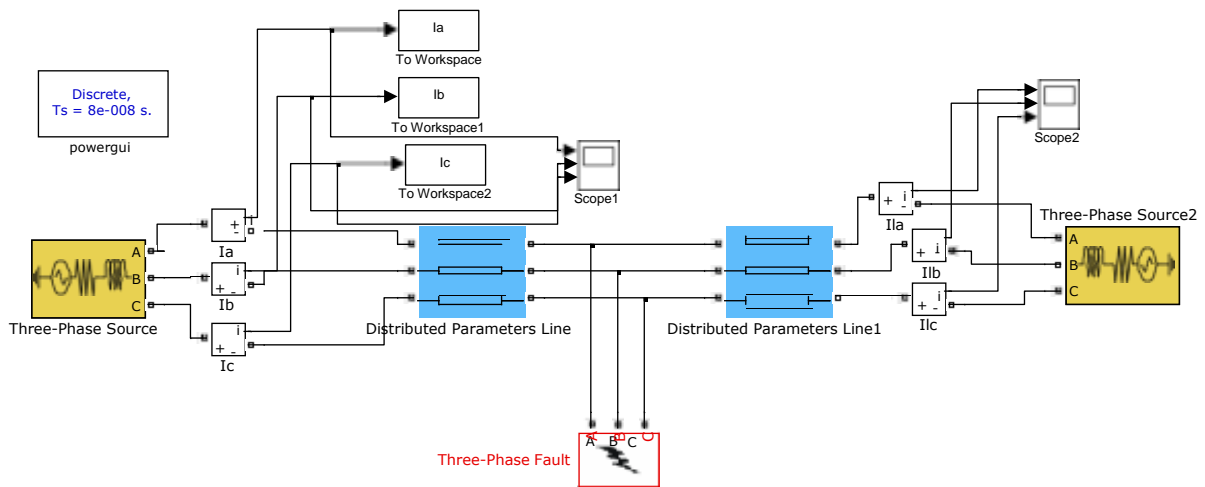 Ia
To Workspace
Discrete,
Ts = 8e-008 s.
powergui
Ib
To Workspace1
Ic
To Workspace2
Scope1
Scope2
A
B
C
Three-Phase Source
+
-
i
Ia
+
-
i
Ib
+
-
i
Ic
Distributed Parameters Line
Distributed Parameters Line1
+
i
-
Ila
+
i
Ilb
+
i
-
Ilc
Three-Phase Source2
A
B
C
A
B
C
A
B
C
Three-Phase Fault